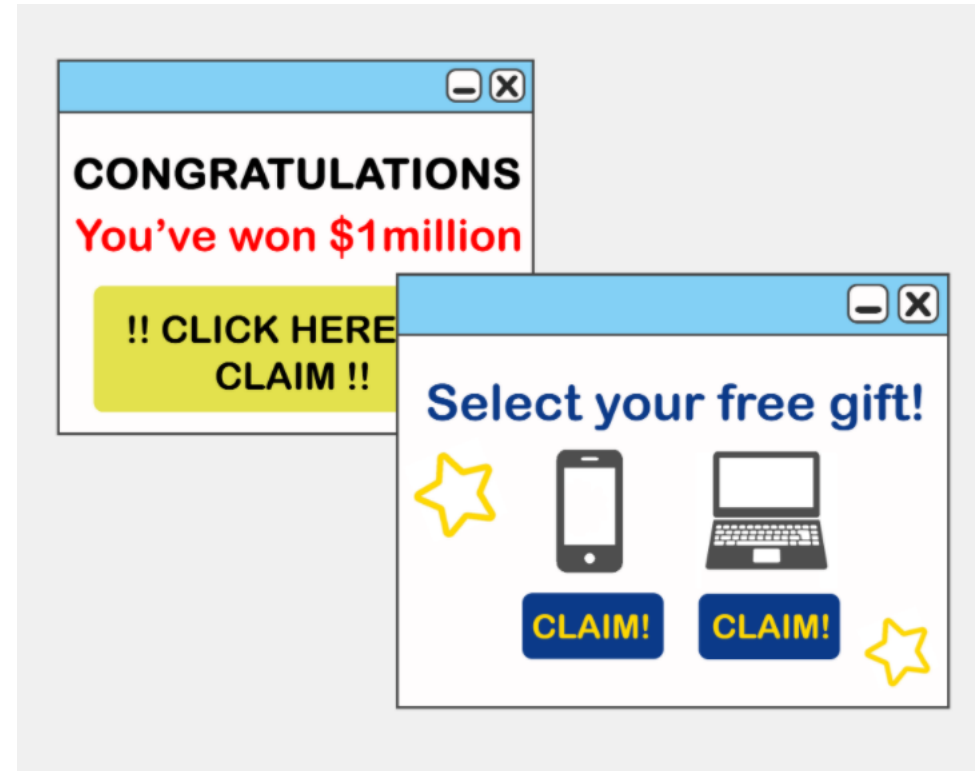 CONGRATULATIONS
You've won $1million
!! CLICK HERE
CLAIM !!
Select your free gift!
CLAIM! CLAIM!